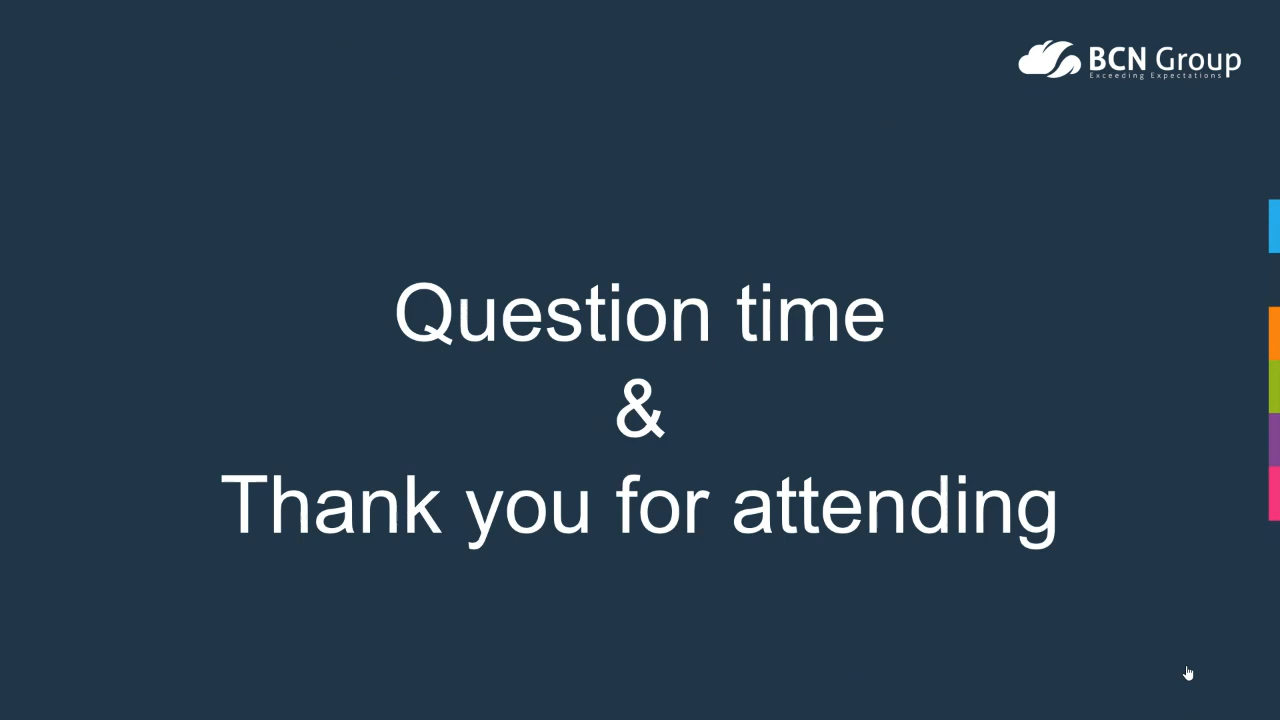 BCN Group
Exceeding Expectations
Question time
&
Thank you for attending